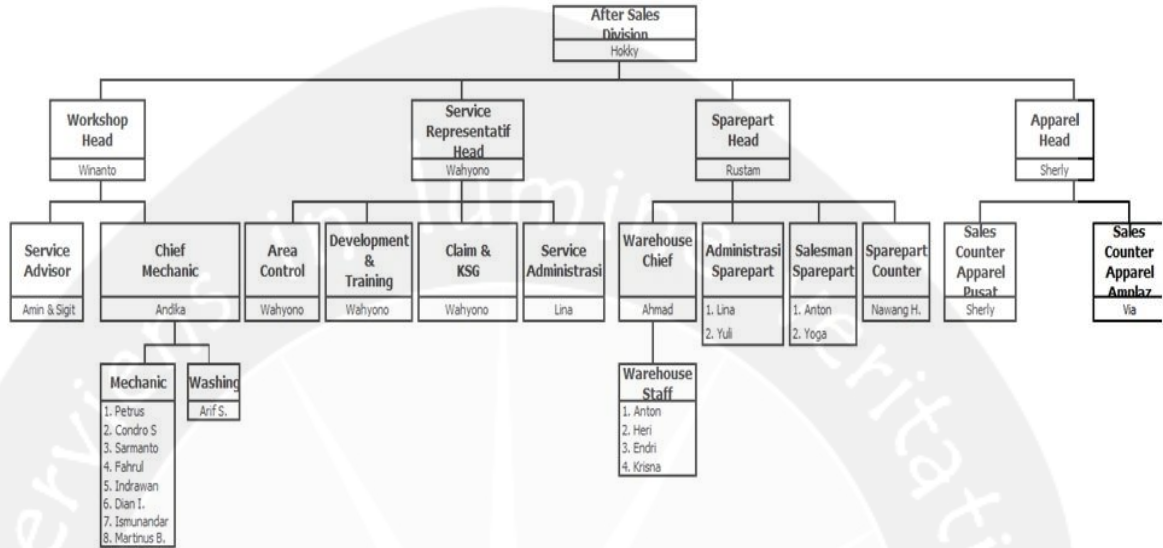 After Sales
Division
Hokky
Workshop
Head
Winanto
Service
Representatif
Head
Wahyono
Sparepart
Head
Rustam
Apparel
Head
Sherly
Service
Advisor
Amin & Sigit
Chief
Mechanic
Andika
Area
Control
Wahyono
Development
&
Training
Wahyono
Claim &
KSG
Wahyono
Service
Administrasi
Lina
Warehouse
Chief
Ahmad
Administrasi
Sparepart
1. Lina
2. Yuli
Salesman
Sparepart
1. Anton
2. Yoga
Sparepart
Counter
Nawang H.
Sales
Counter
Apparel
Pusat
Sherly
Sales
Counter
Apparel
Amplaz
Via
Mechanic
1. Petrus
2. Condro S
3. Sarmanto
4. Fahrul
5. Indrawan
6. Dian I.
7. Ismunandar
8. Martinus B.
Washing
Arif S.
Warehouse
Staff
1. Anton
2. Heri
3. Endri
4. Krisna
in lumine veritati